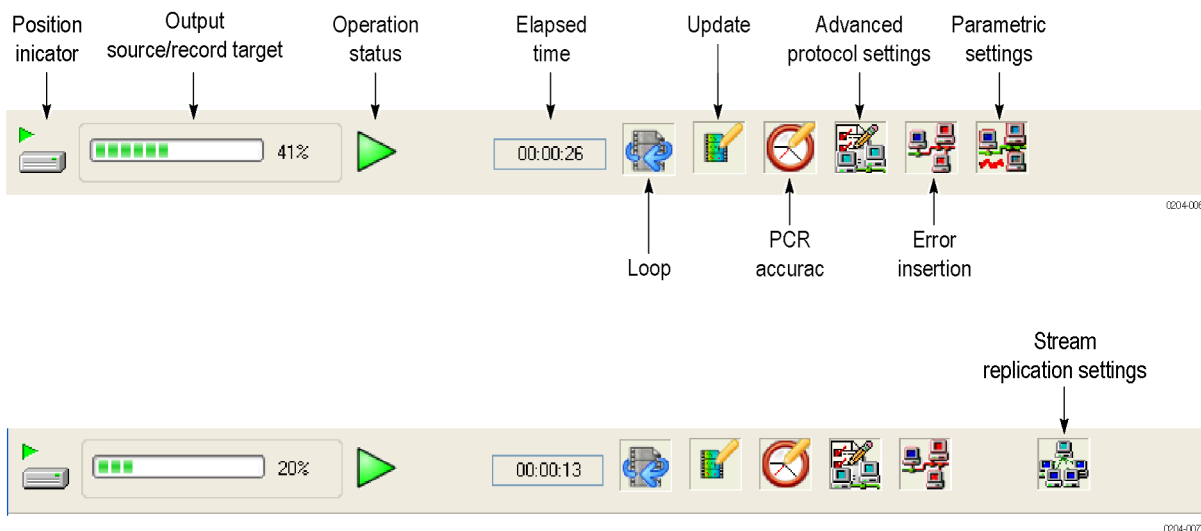 Position
inicator
Output
source/record target
Operation
status
Elapsed
time
Update
Advanced
protocol settings
Parametric
settings
41%
00:00:26
0204-006
Loop
PCR
accurac
Error
insertion
Stream
replication settings
20%
00:00:13
0204-007